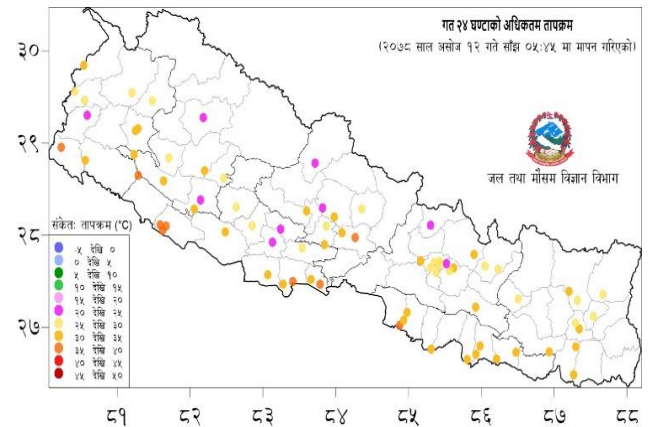 गत २४ घण्टाको अधिकतम तापक्रम
(२०७८ साल असोज १२ गते साँझ ०५:४५ मा मापन गरिएको)
३०
२९
२८
२७
जल तथा मौसम विज्ञान विभाग
संकेतः तापक्रम (°C)
-५ देखि ०
० देखि ५
५ देखि १०
१० देखि १५
१५ देखि २०
२० देखि २५
२५ देखि ३०
३० देखि ३५
३५ देखि ४०
४० देखि ४५
४५ देखि ५०
८१ ८२ ८३ ८४ ८५ ८६ ८७ ८८